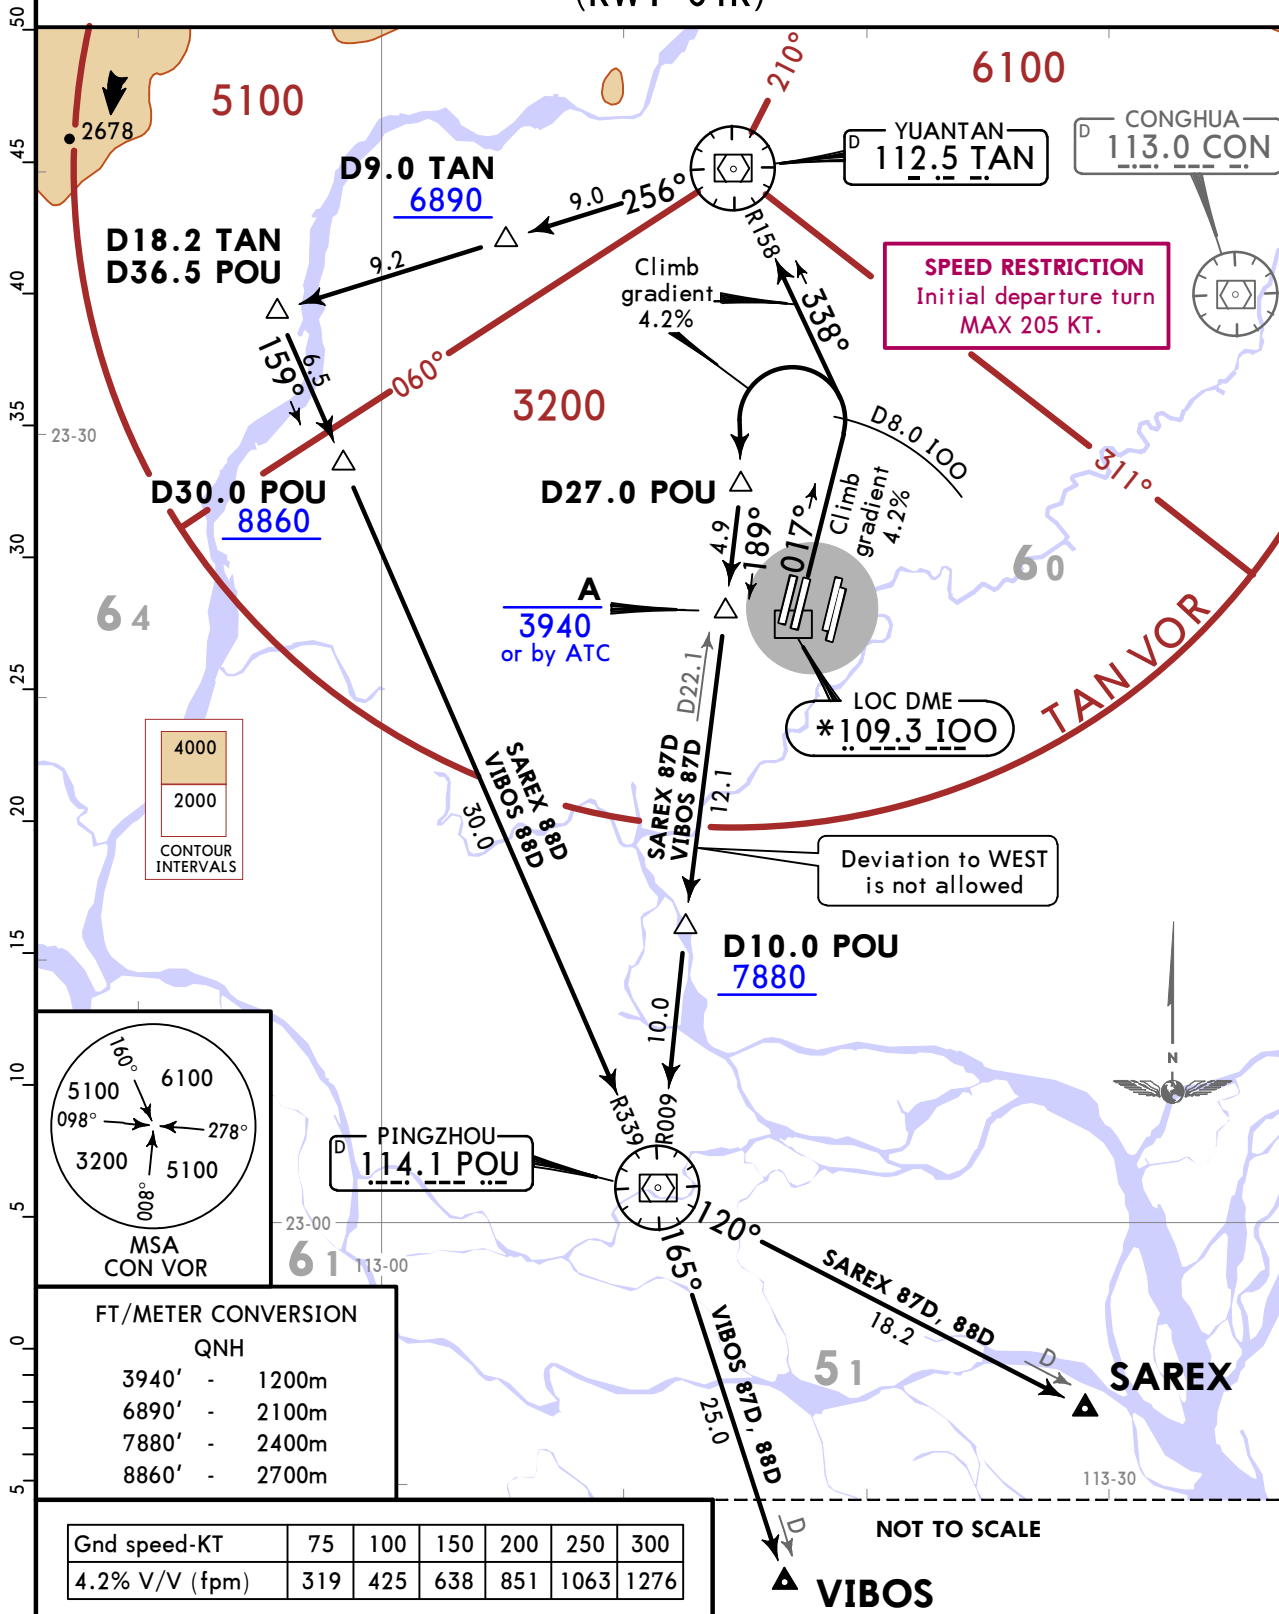 (RWY 01R)
50
45
40
35
30
25
20
15
10
5
0
5
5100
6100
210°
2678
YUANTAN
D 112.5 TAN
CONGHUA
D 113.0 CON
D9.0 TAN
6890
9.0
256°
D18.2 TAN
D36.5 POU
9.2
R158
Climb
gradient
4.2%
338°
SPEED RESTRICTION
Initial departure turn
MAX 205 KT.
159°
6.5
060°
3200
23-30
D8.0 IOO
311°
D30.0 POU
8860
D27.0 POU
4.9
189°
017°
Climb
gradient
4.2%
60
64
A
3940
or by ATC
D22.1
LOC DME
*109.3 IOO
TAN VOR
4000
2000
CONTOUR
INTERVALS
SAREX 88D
VIBOS 88D
30.0
SAREX 87D
VIBOS 87D
12.1
Deviation to WEST
is not allowed
D10.0 POU
7880
10.0
R339
R009
N
160°
5100
6100
098°
278°
3200
5100
008°
MSA
CON VOR
PINGZHOU
D 114.1 POU
23-00
61
113-00
120°
165°
SAREX 87D, 88D
18.2
D
SAREX
VIBOS 87D, 88D
25.0
D
51
113-30
FT/METER CONVERSION
QNH
3940' - 1200m
6890' - 2100m
7880' - 2400m
8860' - 2700m
NOT TO SCALE
VIBOS
Gnd speed-KT 75 100 150 200 250 300
4.2% V/V (fpm) 319 425 638 851 1063 1276